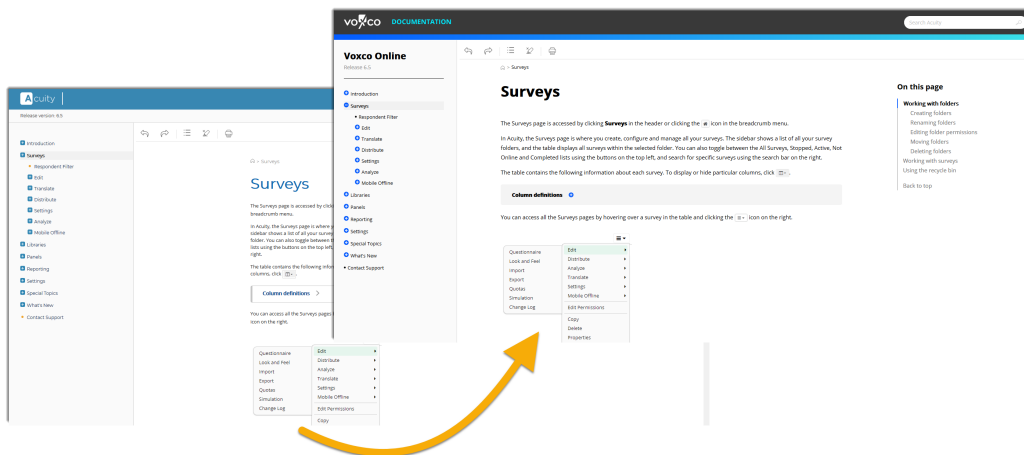 voxco DOCUMENTATION
Search Acuity
Voxco Online
Release 6.5
Introduction
Surveys
Respondent Filter
Edit
Translate
Distribute
Settings
Analyze
Mobile Offline
Libraries
Panels
Reporting
Settings
Special Topics
What's New
Contact Support
> Surveys
Surveys
The Surveys page is accessed by clicking Surveys in the header or clicking the icon in the breadcrumb menu.
In Acuity, the Surveys page is where you create, configure and manage all your surveys. The sidebar shows a list of all your survey
folders, and the table displays all surveys within the selected folder. You can also toggle between the All Surveys, Stopped, Active, Not
Online and Completed lists using the buttons on the top left, and search for specific surveys using the search bar on the right.
The table contains the following information about each survey. To display or hide particular columns, click .
Column definitions
You can access all the Surveys pages by hovering over a survey in the table and clicking the icon on the right.
Questionnaire
Look and Feel
Import
Export
Quotas
Simulation
Change Log
Edit
Distribute
Analyze
Translate
Settings
Mobile Offline
Edit Permissions
Copy
Delete
Properties
On this page
Working with folders
Creating folders
Renaming folders
Editing folder permissions
Moving folders
Deleting folders
Working with surveys
Using the recycle bin
Back to top
Acuity
Release version: 6.5
Introduction
Surveys
Respondent Filter
Edit
Translate
Distribute
Settings
Analyze
Mobile Offline
Libraries
Panels
Reporting
Settings
Special Topics
What's New
Contact Support
> Surveys
Surveys
The Surveys page is accessed by click
breadcrumb menu.
In Acuity, the Surveys page is where y
sidebar shows a list of all your survey
folder. You can also toggle between t
lists using the buttons on the top left,
right.
The table contains the following infor
columns, click .
Column definitions
You can access all the Surveys pages
icon on the right.
Questionnaire
Look and Feel
Import
Export
Quotas
Simulation
Change Log
Edit
Distribute
Analyze
Translate
Settings
Mobile Offline
Edit Permissions
Copy